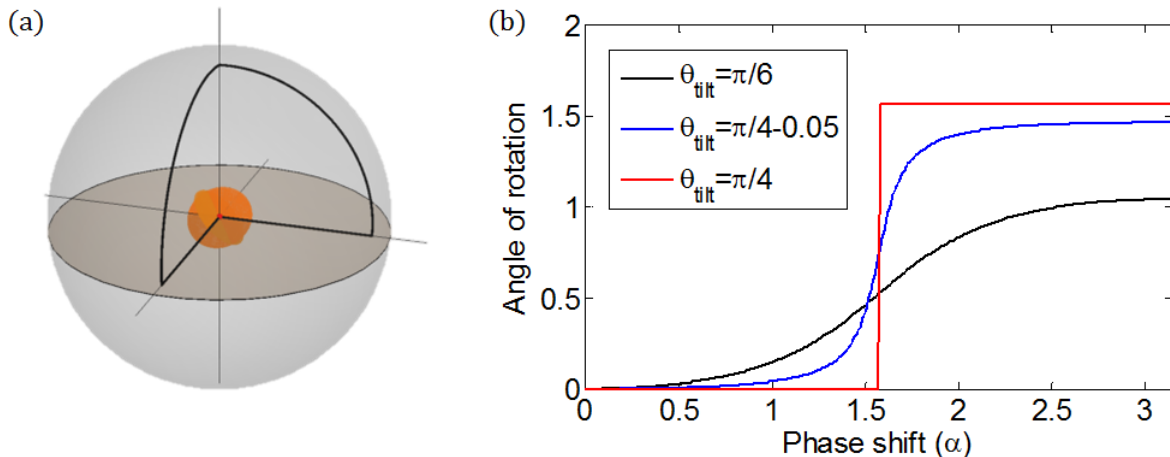 (a)
(b)
2
1.5
1
0.5
0
θtilt=π/6
θtilt=π/4-0.05
θtilt=π/4
Angle of rotation
0 0.5 1 1.5 2 2.5 3
Phase shift (α)